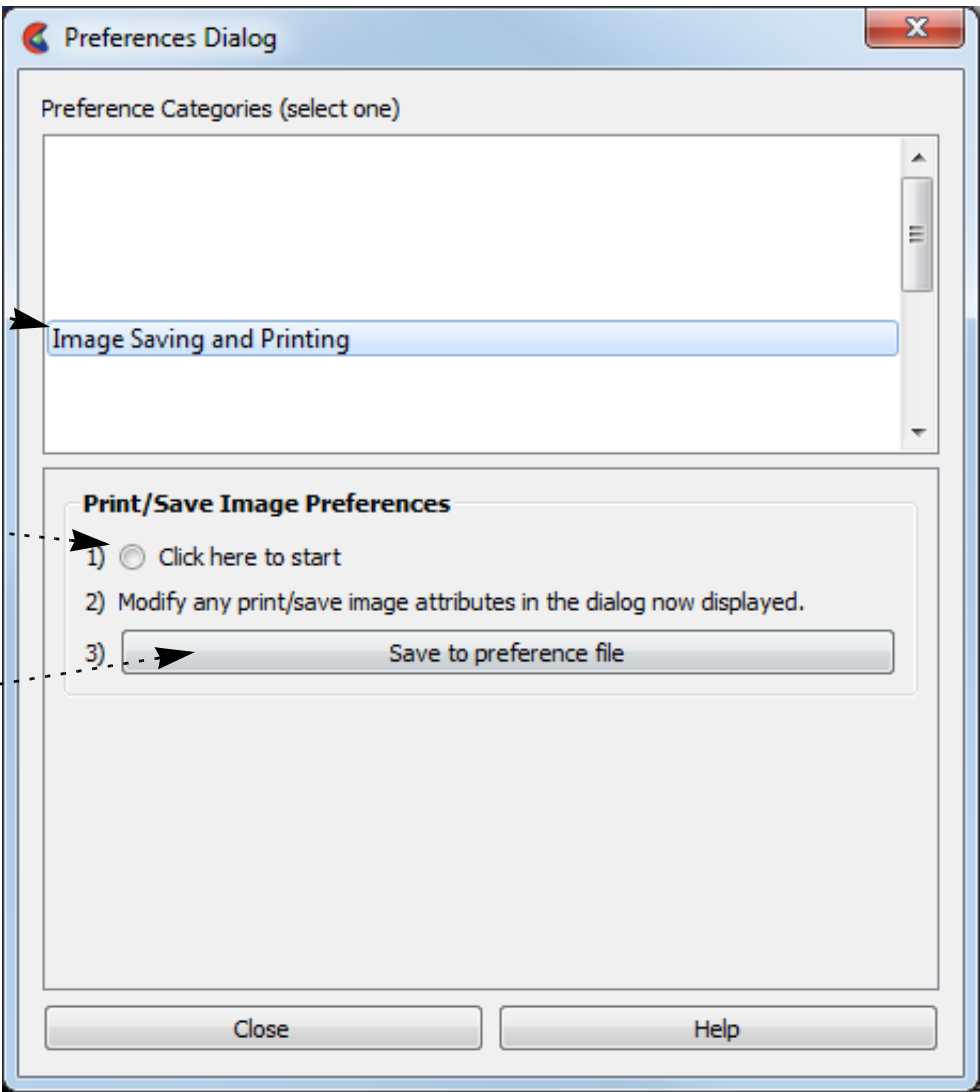 Preferences Dialog
Preference Categories (select one)
Image Saving and Printing
Print/Save Image Preferences
1) Click here to start
2) Modify any print/save image attributes in the dialog now displayed.
3) Save to preference file
Close Help